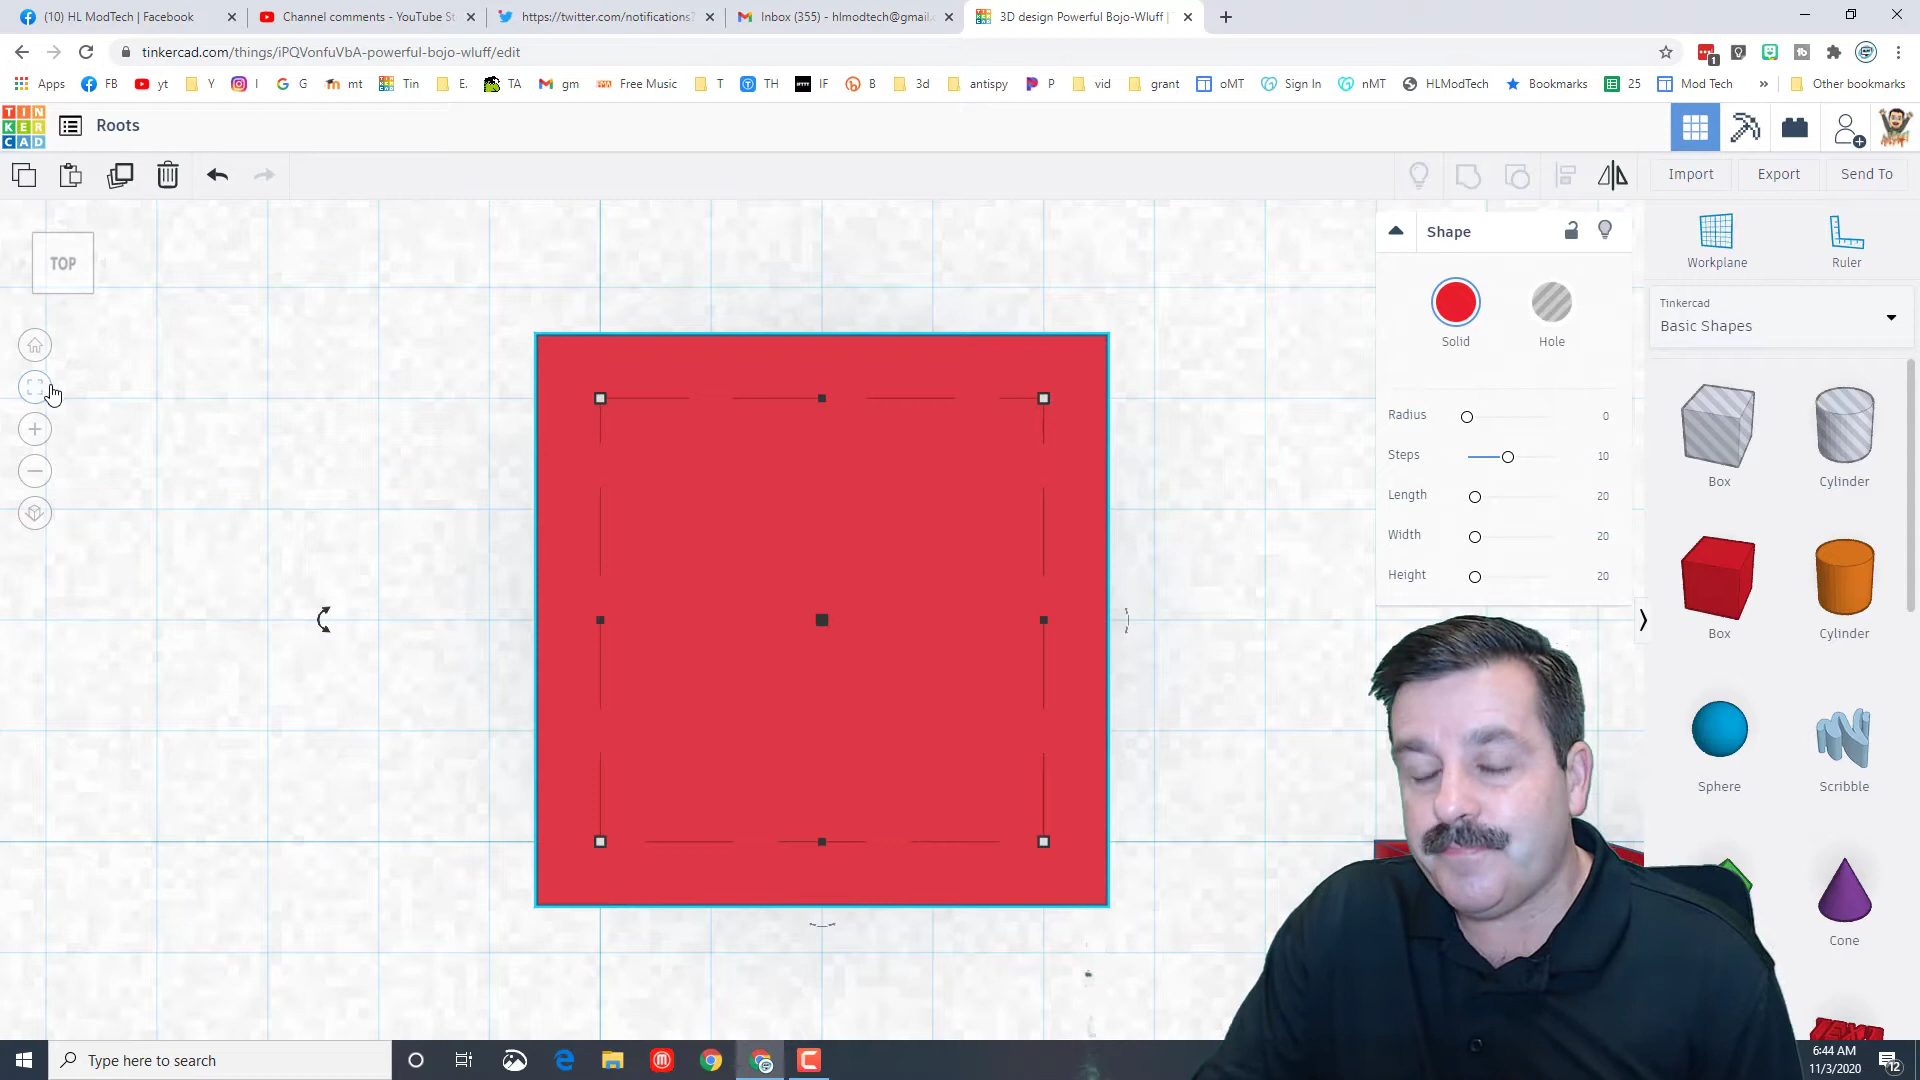 (10) HL ModTech | Facebook
Channel comments - YouTube St
https://twitter.com/notifications?
Inbox (355) - hlmodtech@gmail.c
3D design Powerful Bojo-Wluff |
tinkercad.com/things/iPQVonfuVbA-powerful-bojo-wluff/edit
Apps FB yt Y I G mt Tin E. TA gm Free Music T TH IF B 3d antispy P vid grant oMT Sign In nMT HLModTech Bookmarks 25 Mod Tech » Other bookmarks
TIN
KER
CAD
Roots
Import Export Send To
TOP
Shape
Solid Hole
Radius 0
Steps 10
Length 20
Width 20
Height 20
Workplane Ruler
Tinkercad
Basic Shapes
Box Cylinder
Box Cylinder
Sphere Scribble
Cone
TEXT
Type here to search
6:44 AM
11/3/2020
12